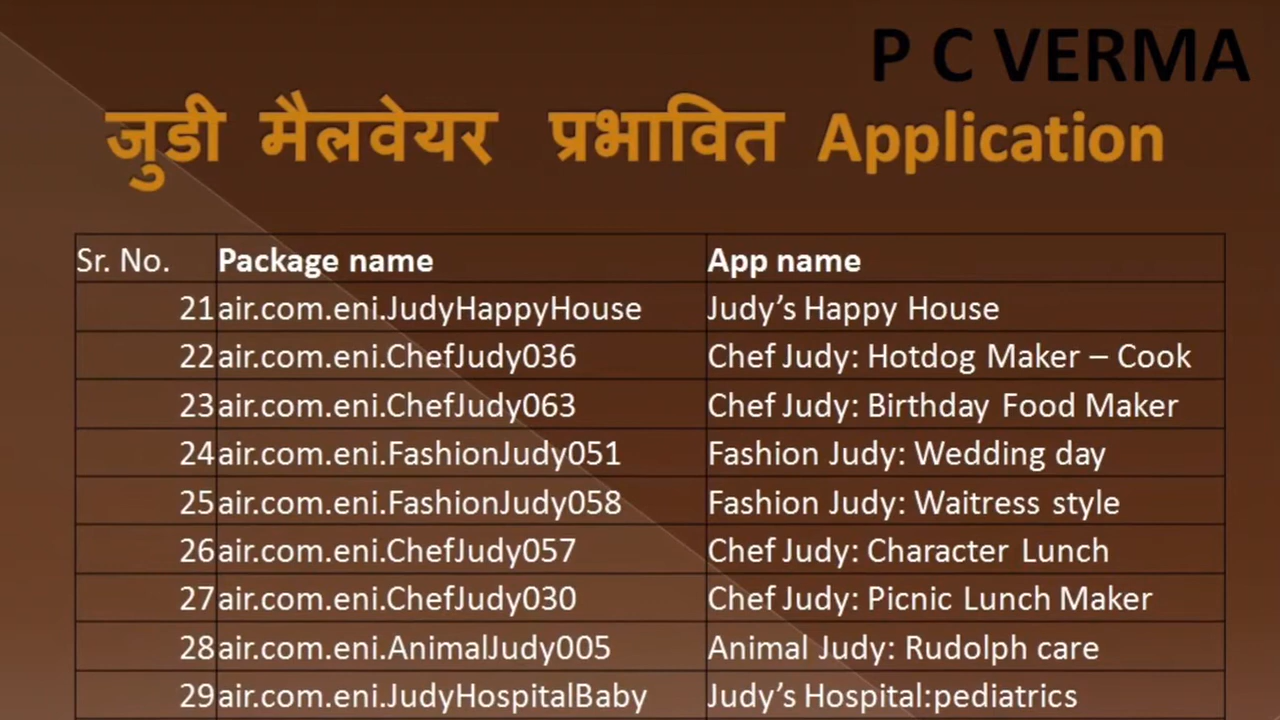 P C VERMA
जुडी मैलवेयर प्रभावित Application
Sr. No. Package name App name
21 air.com.eni.JudyHappyHouse Judy’s Happy House
22 air.com.eni.ChefJudy036 Chef Judy: Hotdog Maker – Cook
23 air.com.eni.ChefJudy063 Chef Judy: Birthday Food Maker
24 air.com.eni.FashionJudy051 Fashion Judy: Wedding day
25 air.com.eni.FashionJudy058 Fashion Judy: Waitress style
26 air.com.eni.ChefJudy057 Chef Judy: Character Lunch
27 air.com.eni.ChefJudy030 Chef Judy: Picnic Lunch Maker
28 air.com.eni.AnimalJudy005 Animal Judy: Rudolph care
29 air.com.eni.JudyHospitalBaby Judy’s Hospital:pediatrics